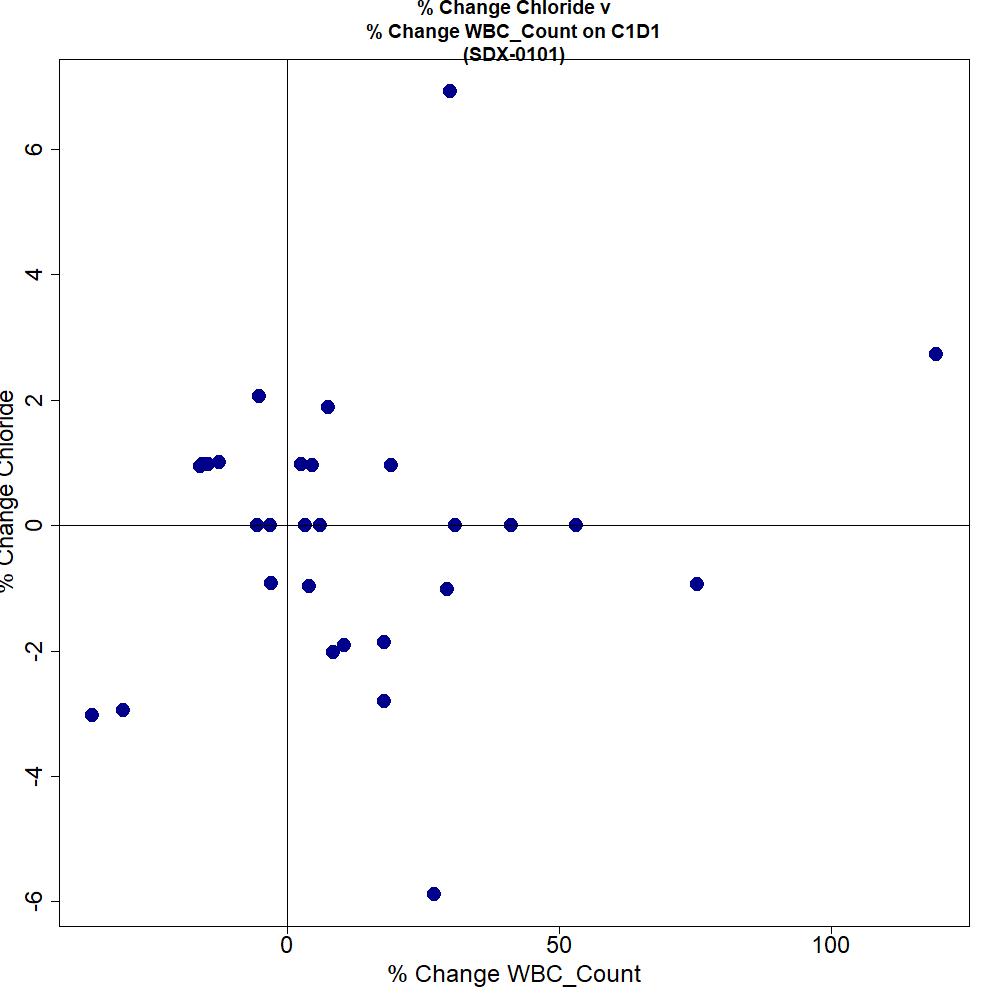 % Change Chloride v
% Change WBC_Count on C1D1
(SDX-0101)
% Change Chloride
6
4
2
0
-2
-4
-6
0
50
100
% Change WBC_Count